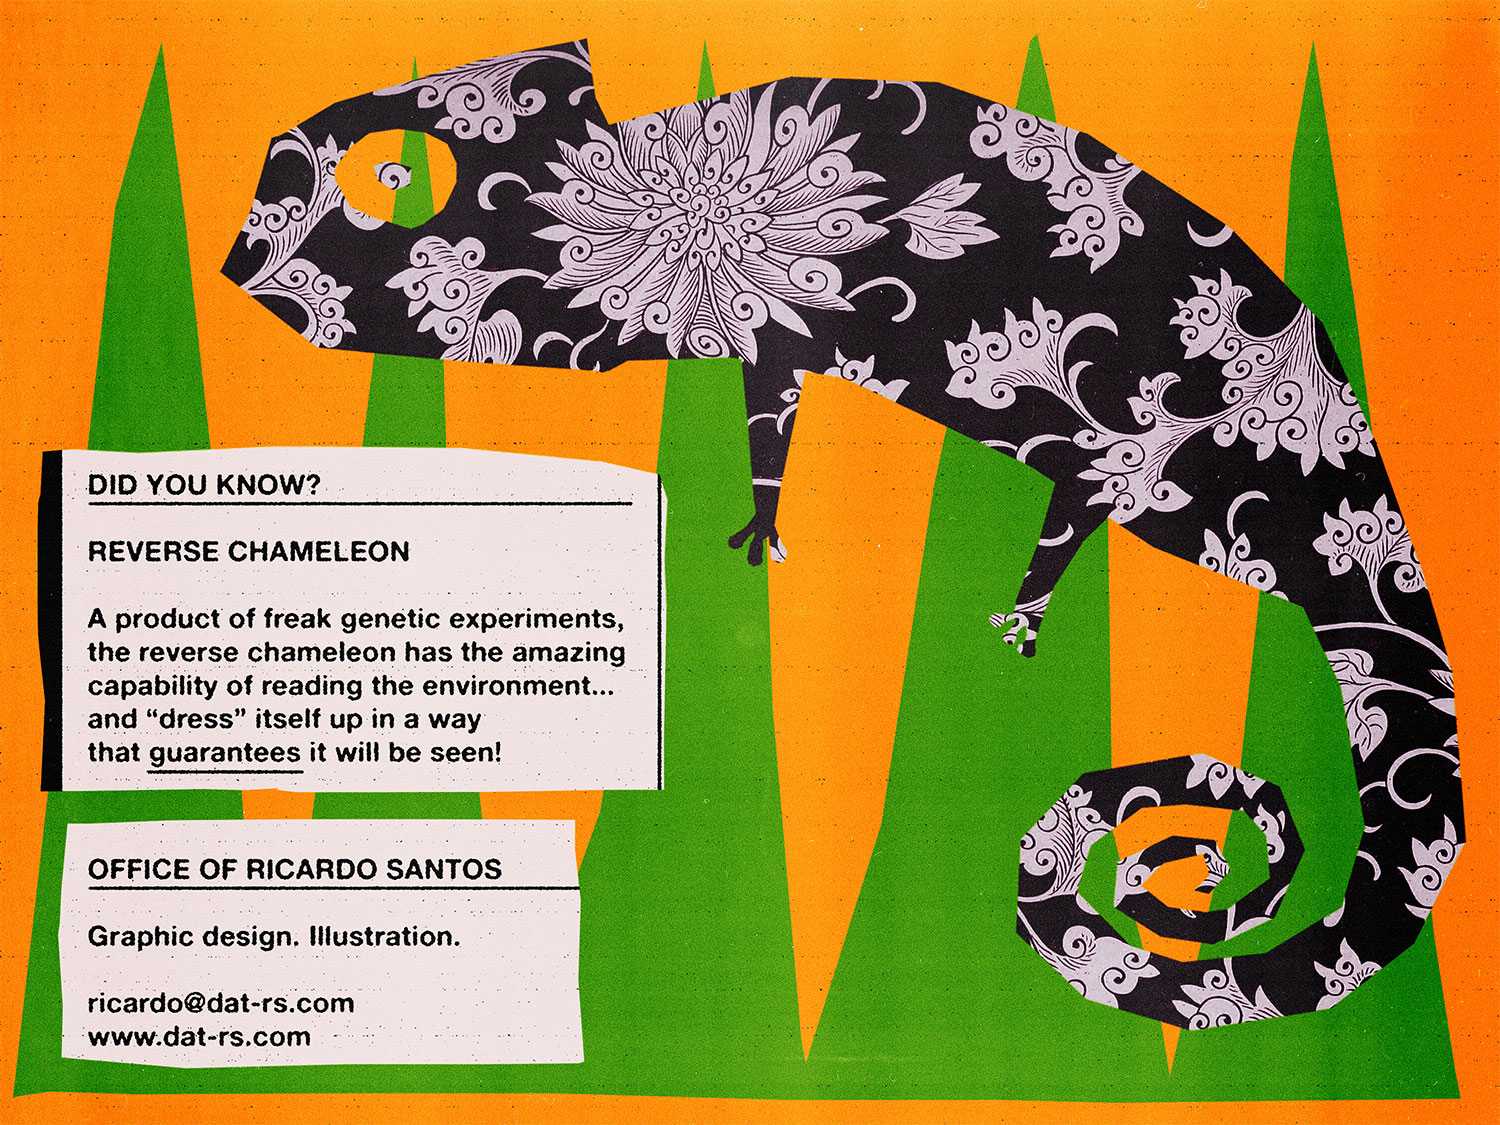 DID YOU KNOW?
REVERSE CHAMELEON
A product of freak genetic experiments,
the reverse chameleon has the amazing
capability of reading the environment...
and “dress” itself up in a way
that guarantees it will be seen!
OFFICE OF RICARDO SANTOS
Graphic design. Illustration.
ricardo@dat-rs.com
www.dat-rs.com